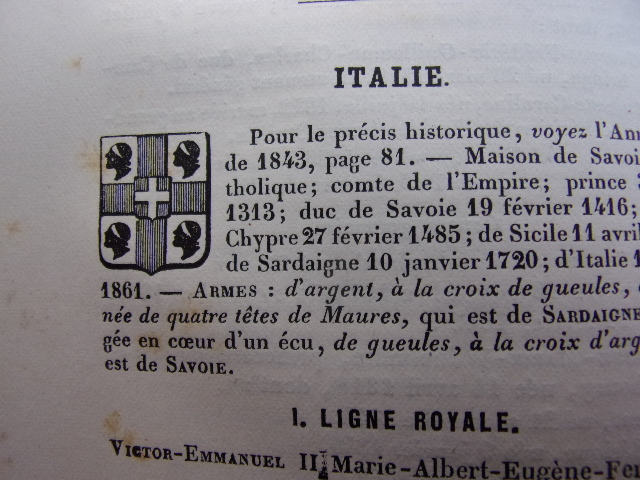 ITALIE.
Pour le précis historique, voyez l'Ann
de 1843, page 81. — Maison de Savoi
tholique; comte de l'Empire; prince
1313; duc de Savoie 19 février 1416;
Chypre 27 février 1485; de Sicile 11 avril
de Sardaigne 10 janvier 1720; d'Italie 1
1861. — ARMES : d'argent, à la croix de gueules,
née de quatre têtes de Maures, qui est de SARDAIGNE
gée en cœur d'un écu, de gueules, à la croix d'arg
est de SAVOIE.
I. LIGNE ROYALE.
VICTOR-EMMANUEL II Marie-Albert-Eugène-Fer